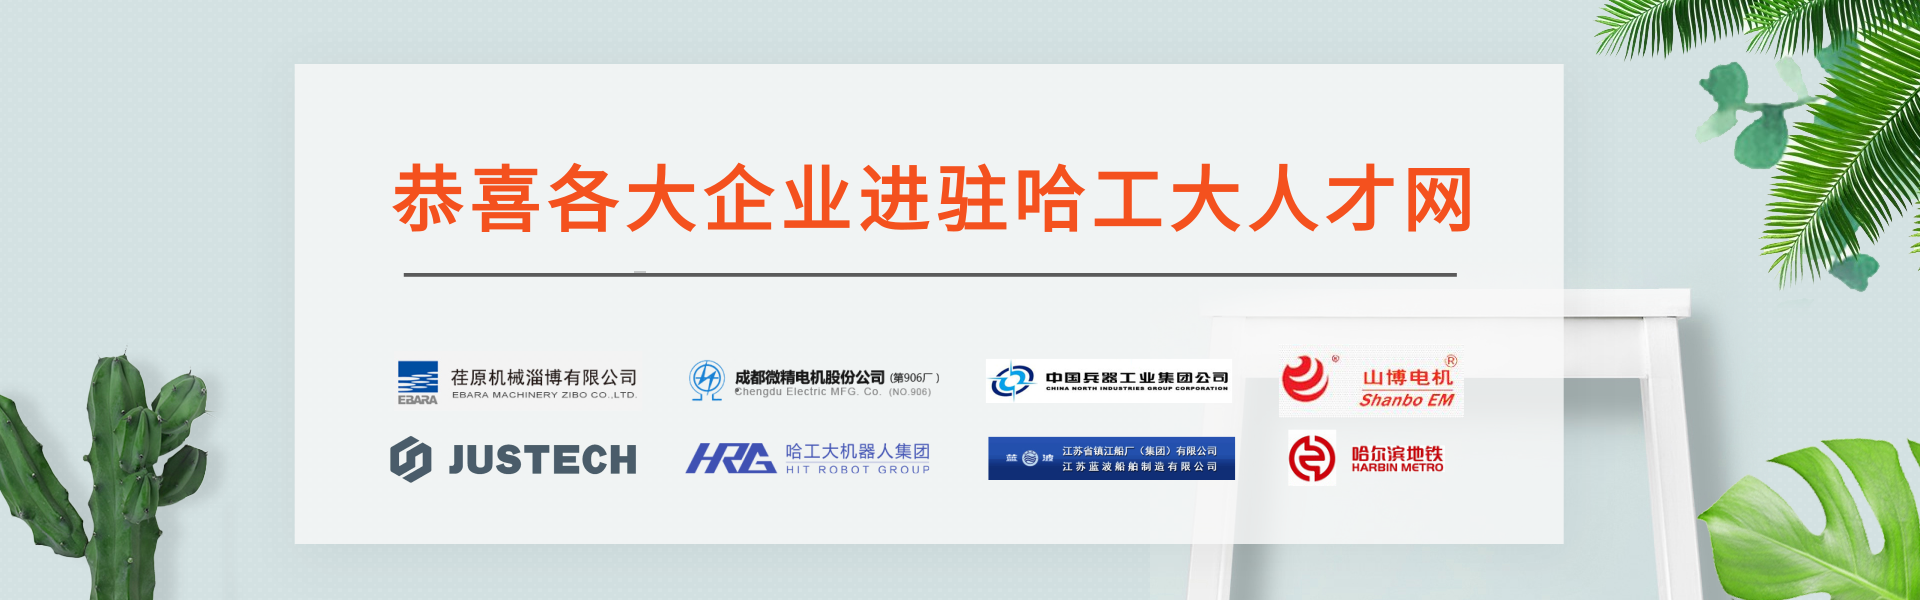 恭喜各大企业进驻哈工大人才网
EBARA
荏原机械淄博有限公司
EBARA MACHINERY ZIBO CO.,LTD.
成都微精电机股份公司 (第906厂)
Chengdu Electric MFG. Co. (NO.906)
中国兵器工业集团公司
CHINA NORTH INDUSTRIES GROUP CORPORATION
®
山博电机®
Shanbo EM
JUSTECH
HRG
哈工大机器人集团
HIT ROBOT GROUP
蓝波
江苏省镇江船厂（集团）有限公司
江苏蓝波船舶制造有限公司
哈尔滨地铁
HARBIN METRO